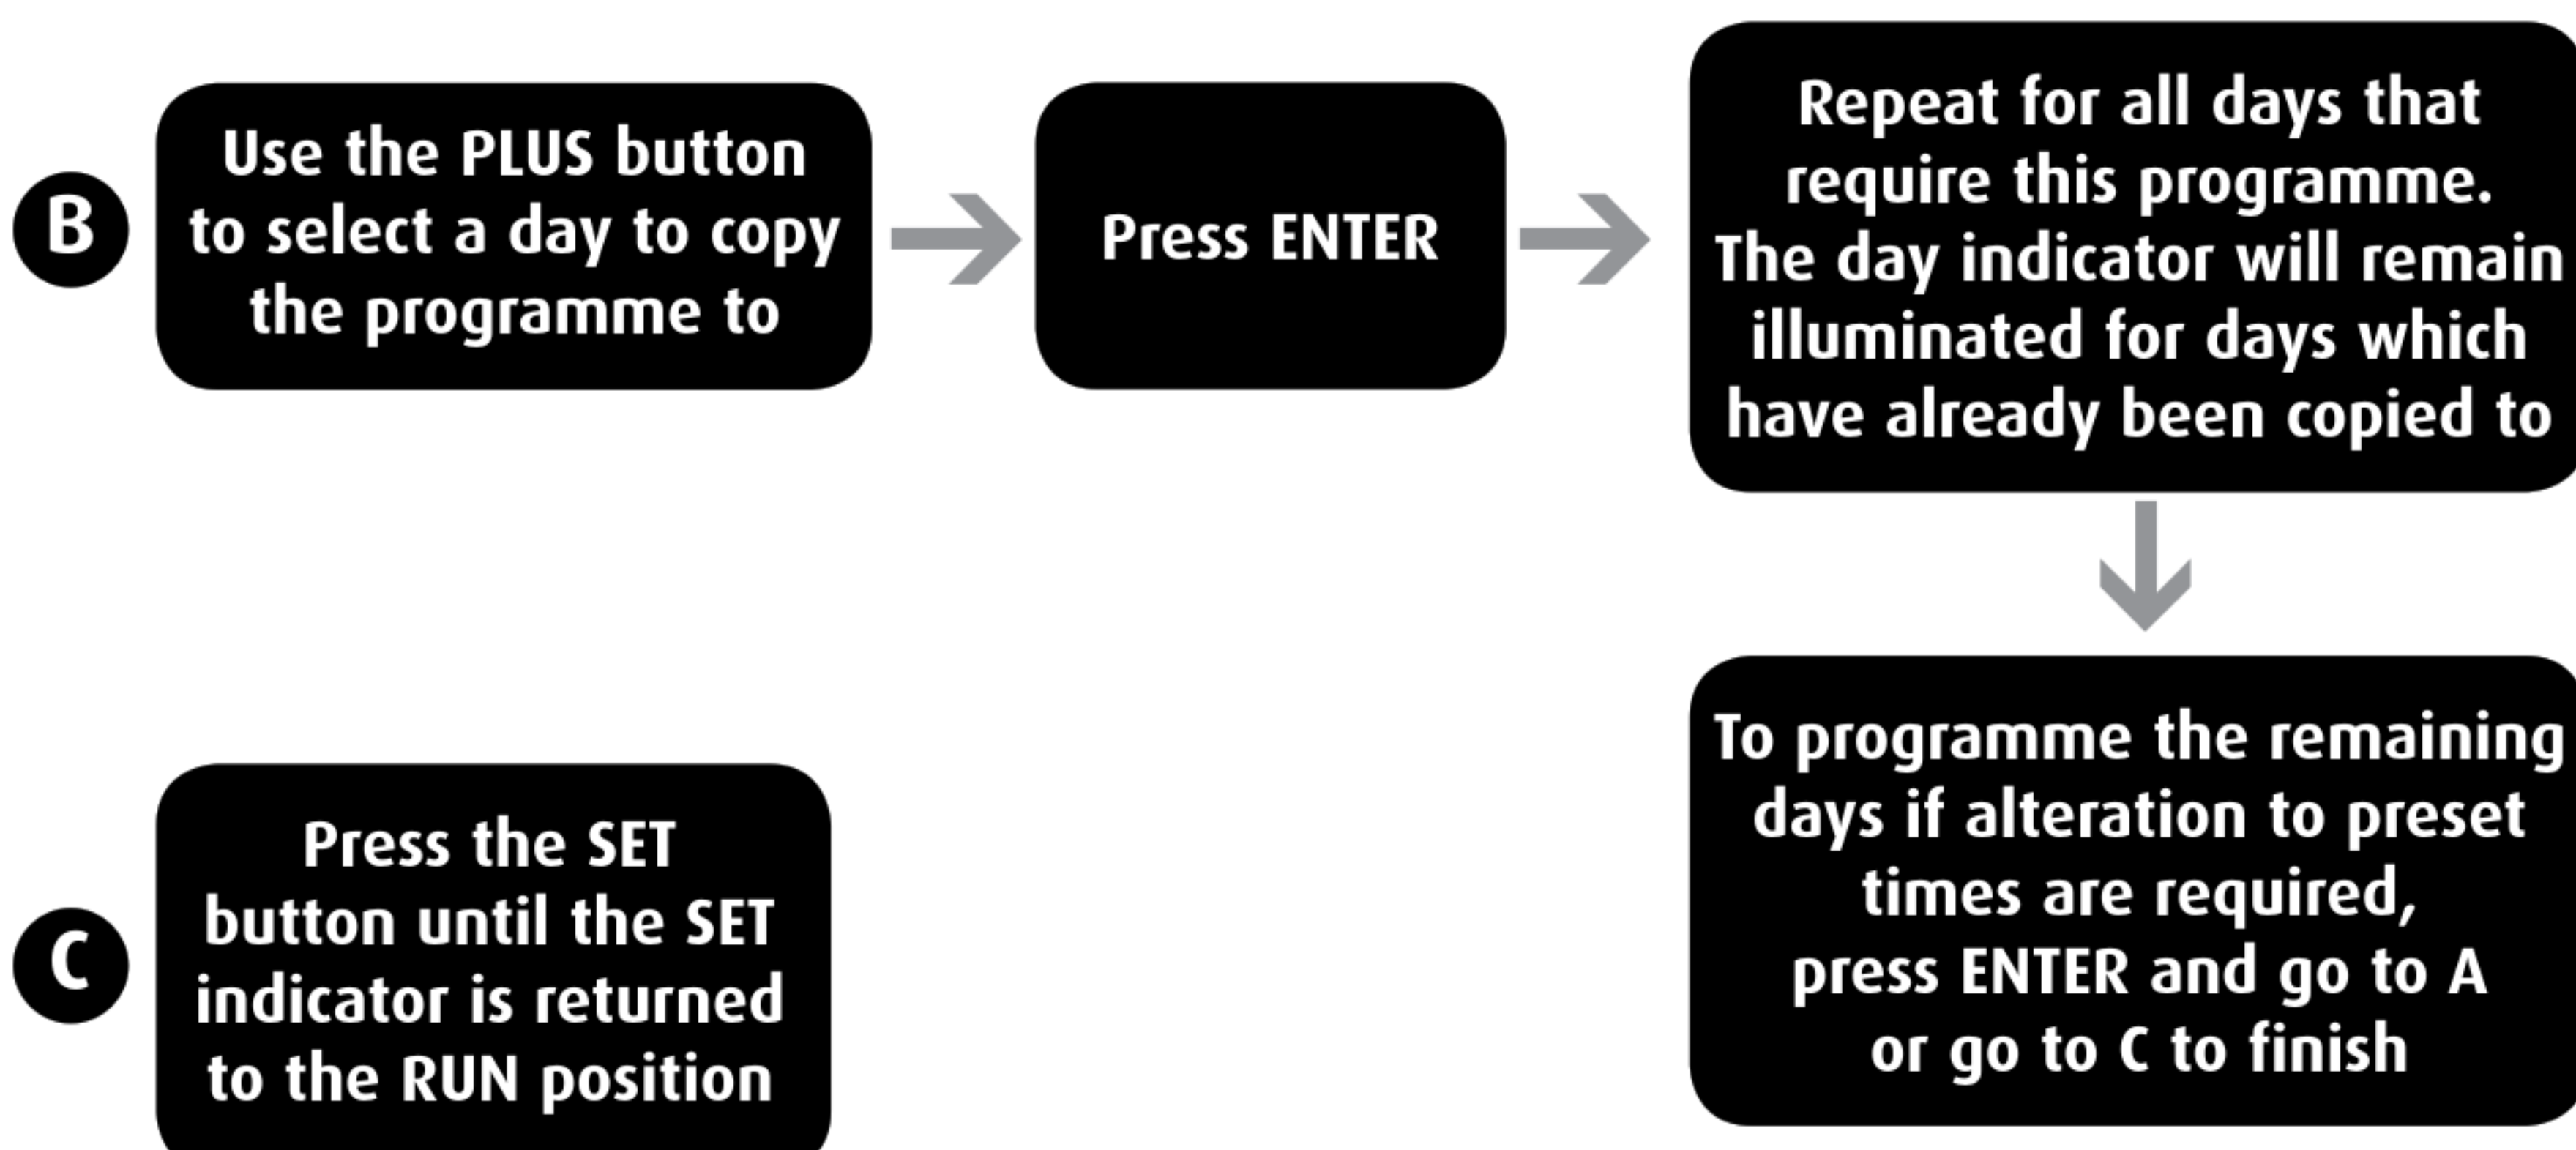 B
Use the PLUS button
to select a day to copy
the programme to
Press ENTER
Repeat for all days that
require this programme.
The day indicator will remain
illuminated for days which
have already been copied to
To programme the remaining
days if alteration to preset
times are required,
press ENTER and go to A
or go to C to finish
C
Press the SET
button until the SET
indicator is returned
to the RUN position